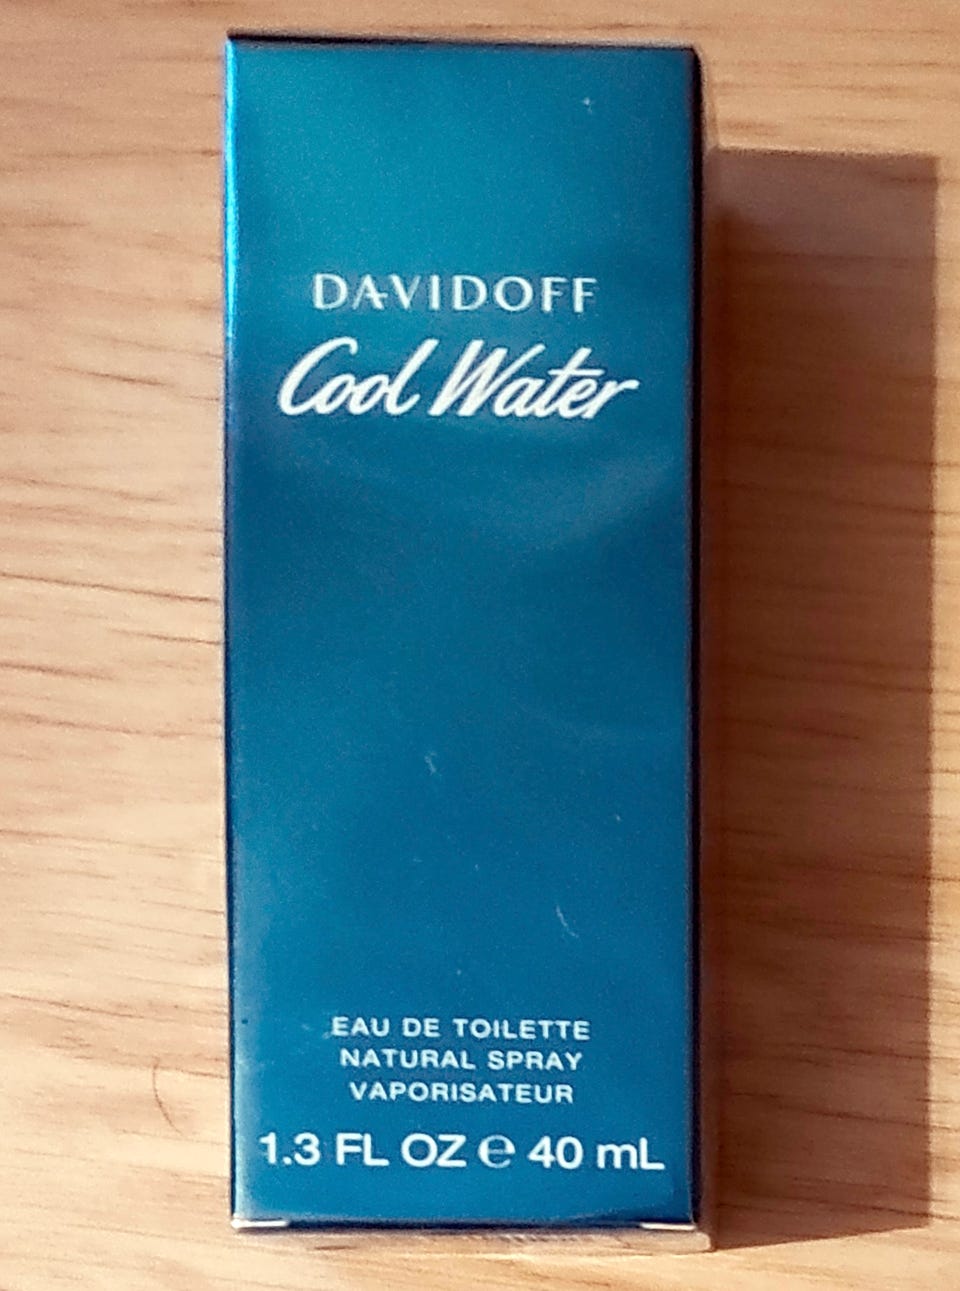 DAVIDOFF
Cool Water
EAU DE TOILETTE
NATURAL SPRAY
VAPORISATEUR
1.3 FL OZ ℮ 40 mL